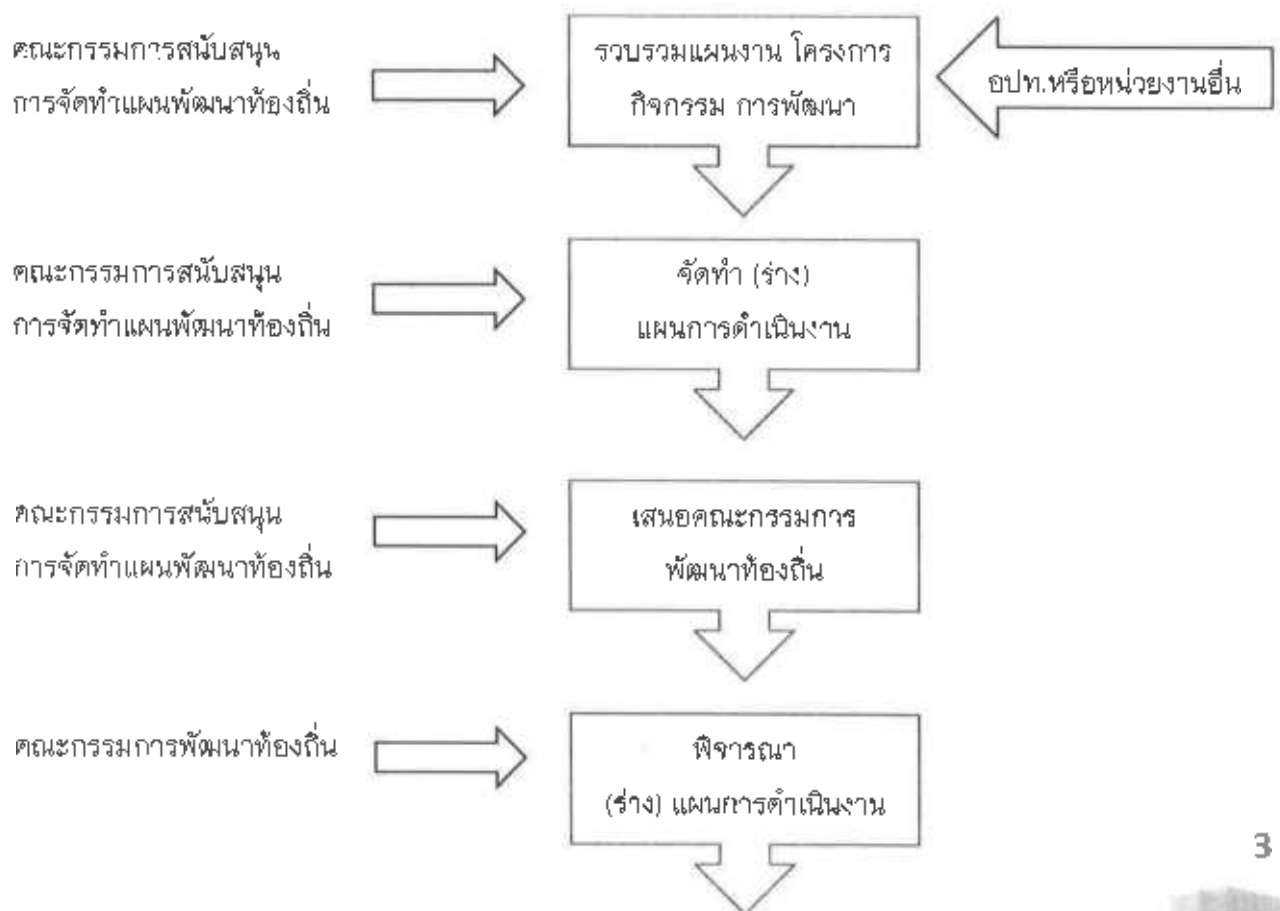 คณะกรรมการสนับสนุน
การจัดทำแผนพัฒนาท้องถิ่น
รวบรวมแผนงาน โครงการ
กิจกรรม การพัฒนา
อปท.หรือหน่วยงานอื่น
คณะกรรมการสนับสนุน
การจัดทำแผนพัฒนาท้องถิ่น
จัดทำ (ร่าง)
แผนการดำเนินงาน
คณะกรรมการสนับสนุน
การจัดทำแผนพัฒนาท้องถิ่น
เสนอคณะกรรมการ
พัฒนาท้องถิ่น
คณะกรรมการพัฒนาท้องถิ่น
พิจารณา
(ร่าง) แผนการดำเนินงาน
3